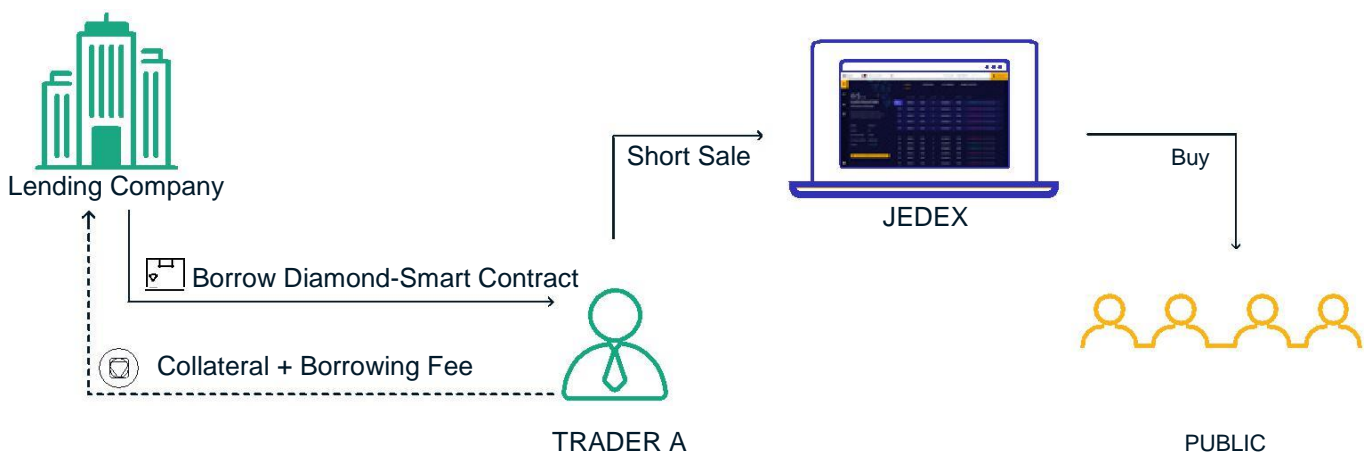 Short Sale
Buy
Lending Company
JEDEX
Borrow Diamond-Smart Contract
Collateral + Borrowing Fee
TRADER A
PUBLIC